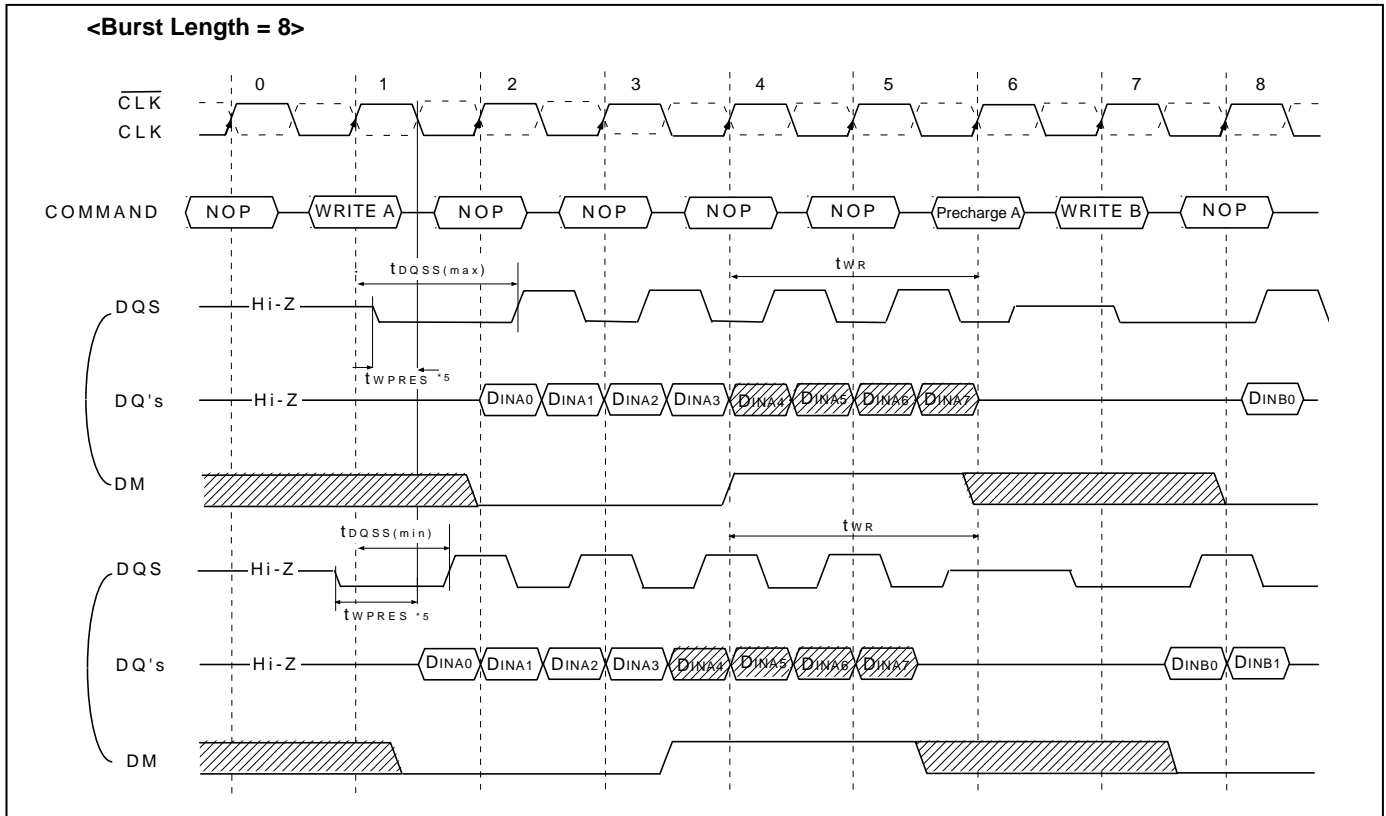 <Burst Length = 8>
0 1 2 3 4 5 6 7 8
CLK
CLK
COMMAND NOP WRITE A NOP NOP NOP NOP Precharge A WRITE B NOP
tDQSS(max) tWR
DQS Hi-Z
tWPRES *5
DQ's Hi-Z DINA0 DINA1 DINA2 DINA3 DINA4 DINA5 DINA6 DINA7 DINB0
DM
tDQSS(min) tWR
DQS Hi-Z
tWPRES *5
DQ's Hi-Z DINA0 DINA1 DINA2 DINA3 DINA4 DINA5 DINA6 DINA7 DINB0 DINB1
DM